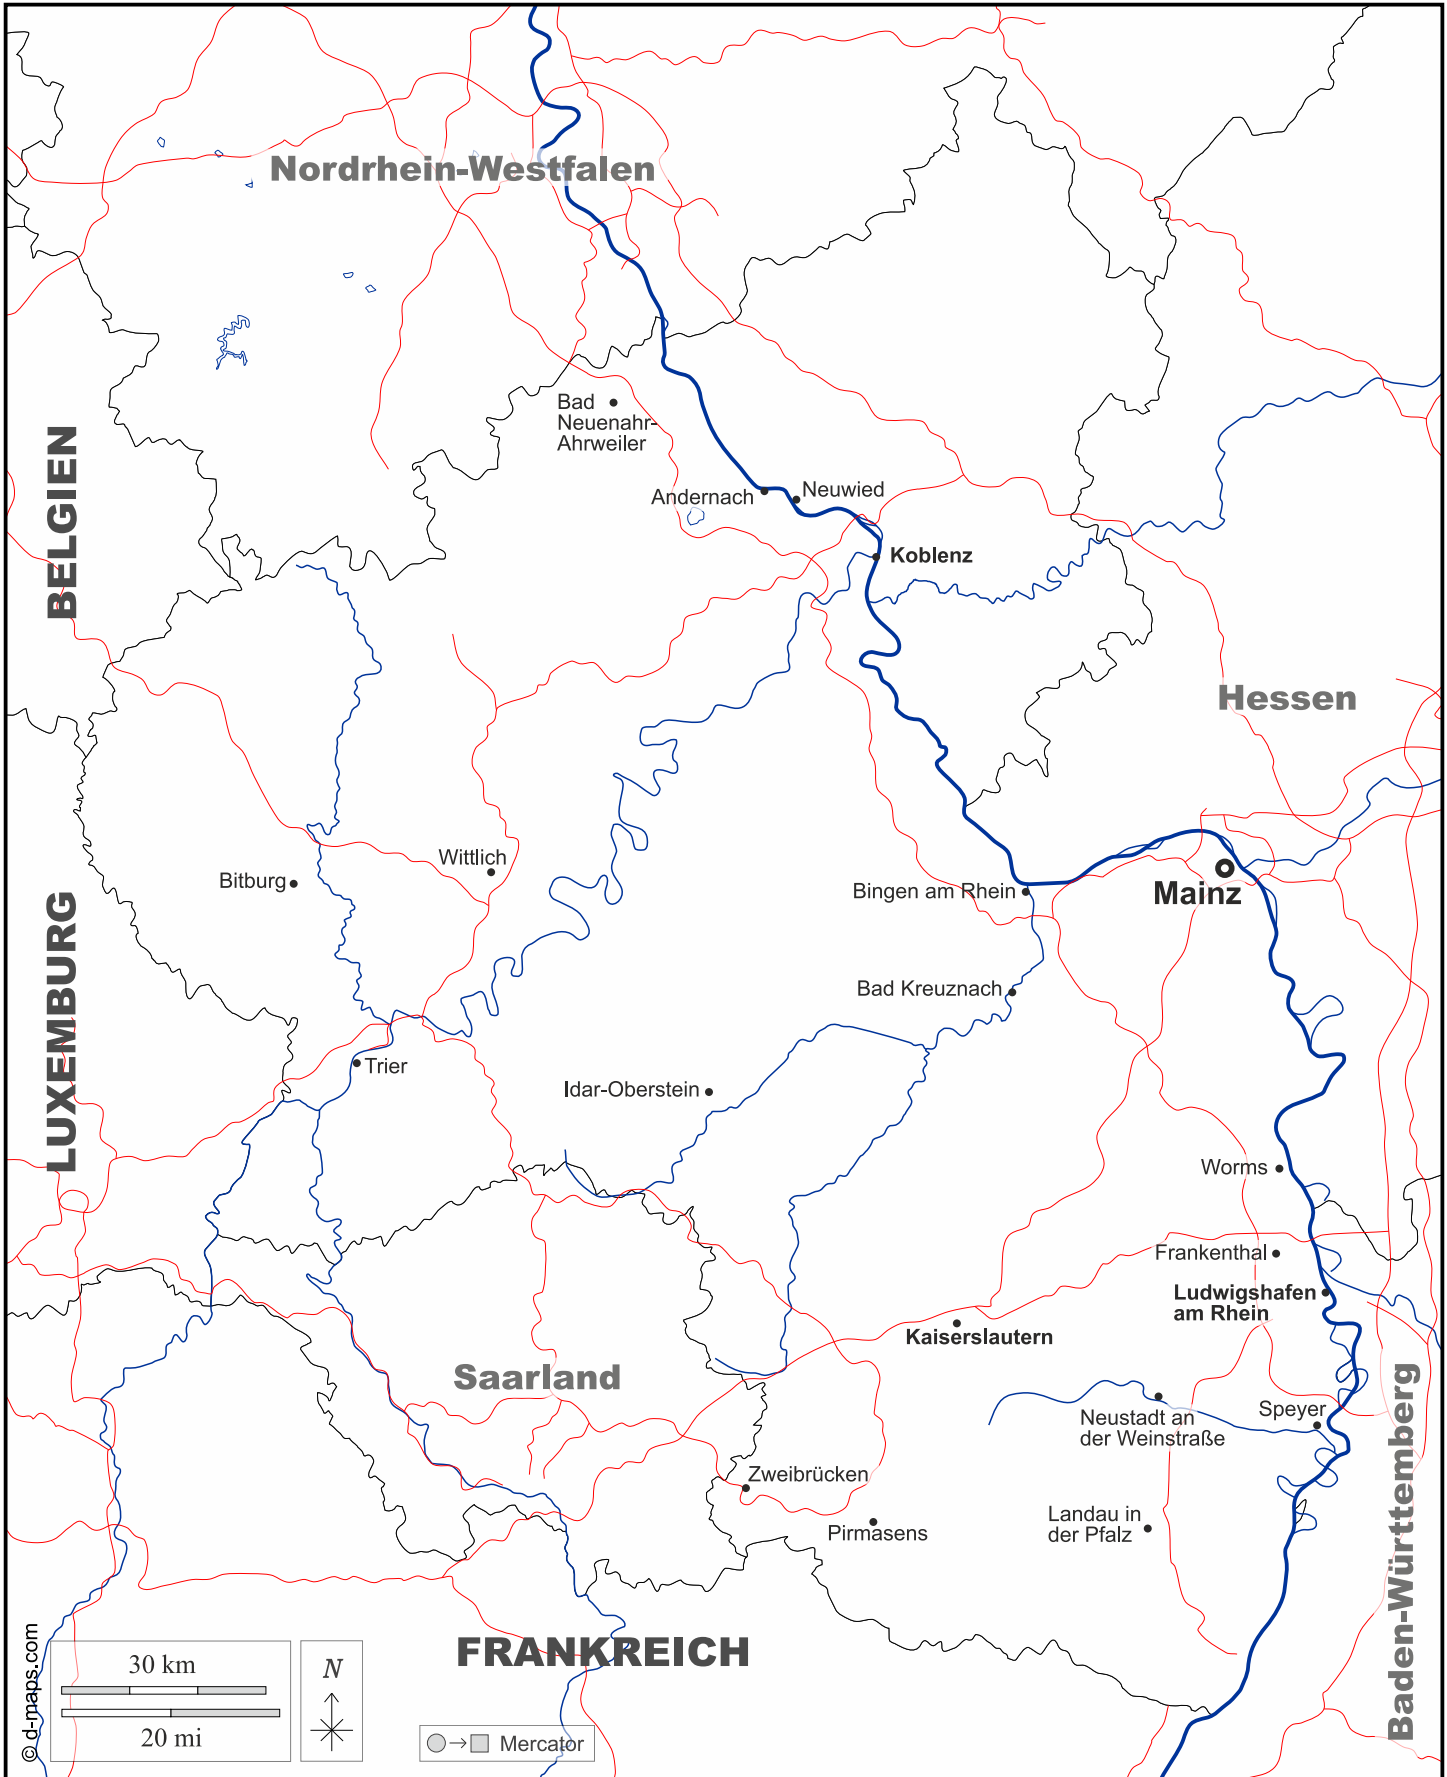 Nordrhein-Westfalen
Bad
Neuenahr-
Ahrweiler
BELGIEN
Andernach
Neuwied
Koblenz
Hessen
Wittlich
Bitburg
Bingen am Rhein
Mainz
LUXEMBURG
Bad Kreuznach
Trier
Idar-Oberstein
Worms
Frankenthal
Ludwigshafen
am Rhein
Kaiserslautern
Saarland
Baden-Württemberg
Neustadt an
der Weinstraße
Speyer
Zweibrücken
Pirmasens
Landau in
der Pfalz
FRANKREICH
© d-maps.com
30 km
20 mi
N
Mercator